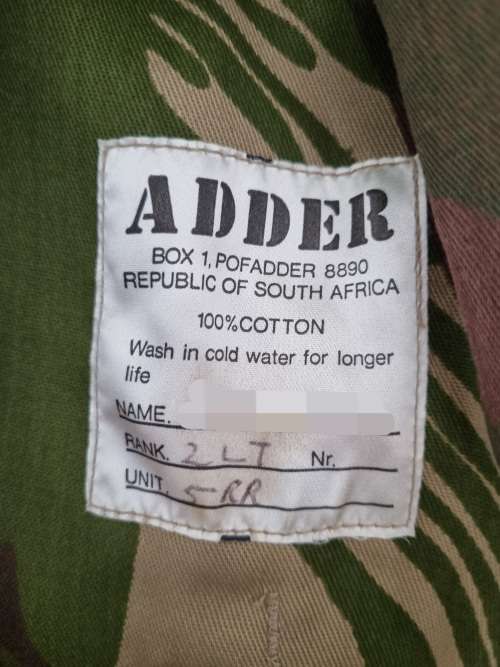 ADDER
BOX 1, POFADDER 8890
REPUBLIC OF SOUTH AFRICA
100%COTTON
Wash in cold water for longer
life
NAME.
RANK. 2 LT Nr.
UNIT. 5 RR